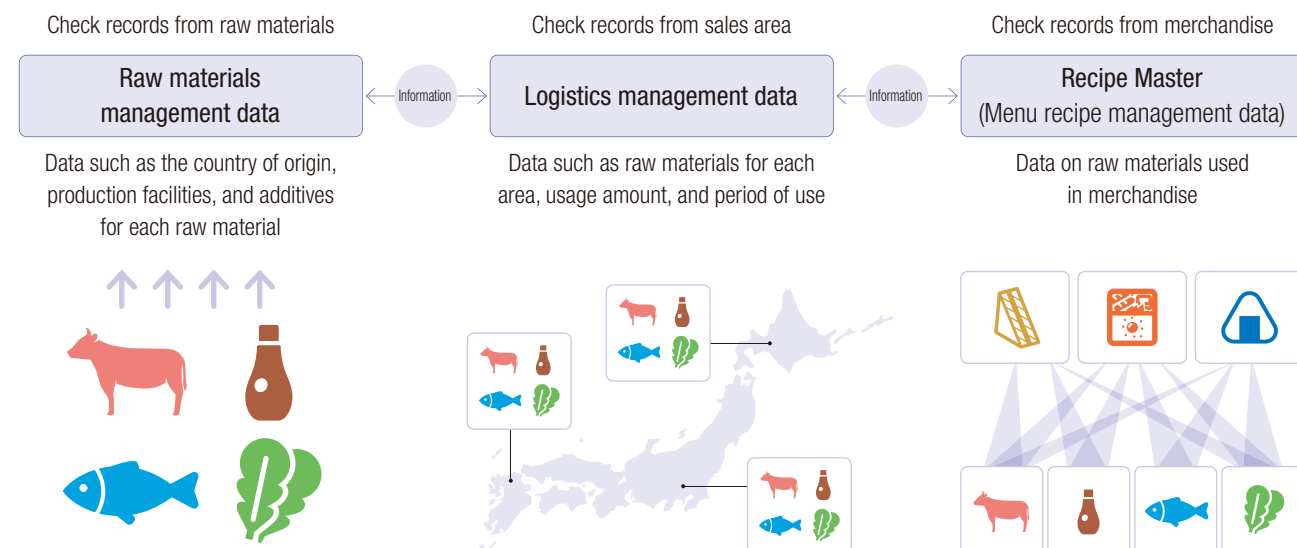 Check records from raw materials
Raw materials
management data
Data such as the country of origin,
production facilities, and additives
for each raw material
Information
Check records from sales area
Logistics management data
Data such as raw materials for each
area, usage amount, and period of use
Information
Check records from merchandise
Recipe Master
(Menu recipe management data)
Data on raw materials used
in merchandise